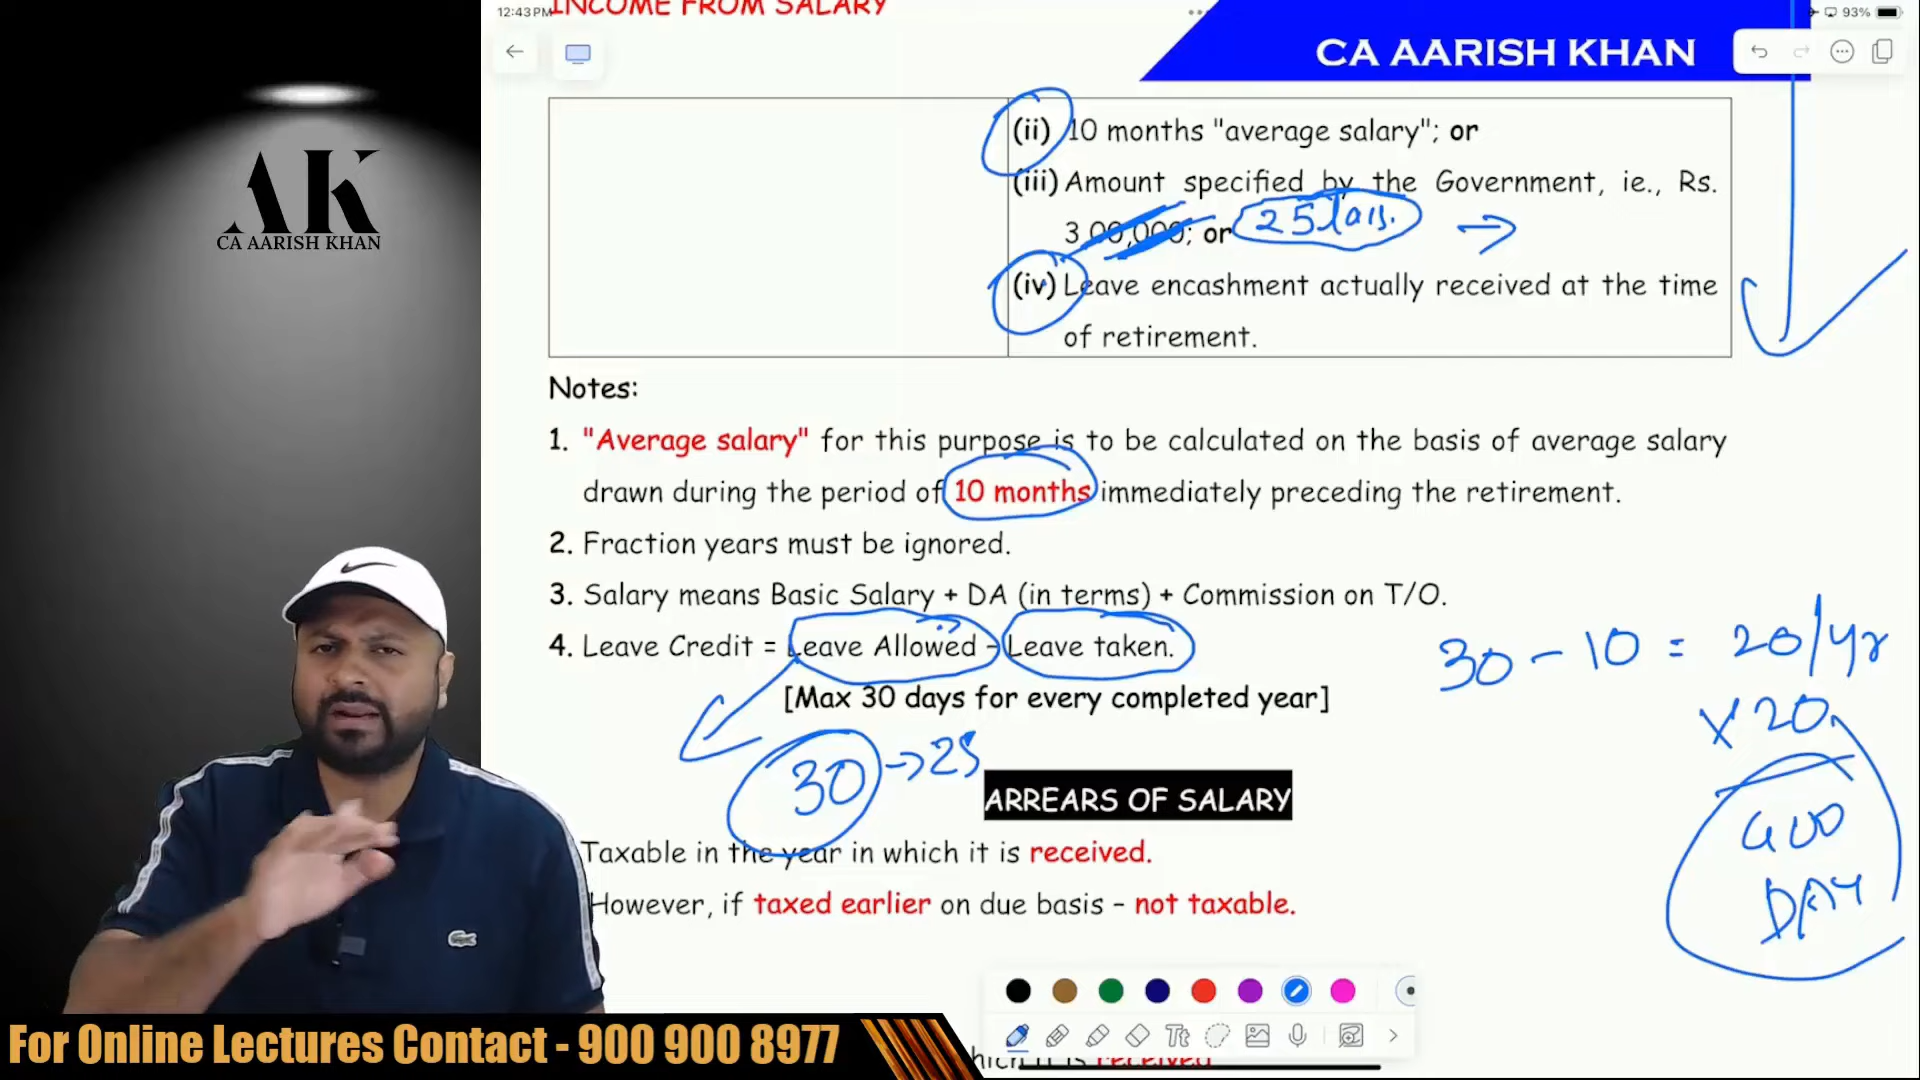 12:43 PM
INCOME FROM SALARY
93%
CA AARISH KHAN
AK
CA AARISH KHAN
(ii) 10 months "average salary"; or
(iii) Amount specified by the Government, ie., Rs.
3,00,000; or 25 lacs. →
(iv) Leave encashment actually received at the time
of retirement.
Notes:
1. "Average salary" for this purpose is to be calculated on the basis of average salary
drawn during the period of 10 months immediately preceding the retirement.
2. Fraction years must be ignored.
3. Salary means Basic Salary + DA (in terms) + Commission on T/O.
4. Leave Credit = Leave Allowed - Leave taken.
[Max 30 days for every completed year]
30 - 10 = 20/yr
x 20
400
DAY
30 → 25
ARREARS OF SALARY
Taxable in the year in which it is received.
However, if taxed earlier on due basis – not taxable.
Tt
For Online Lectures Contact - 900 900 8977
which it is received